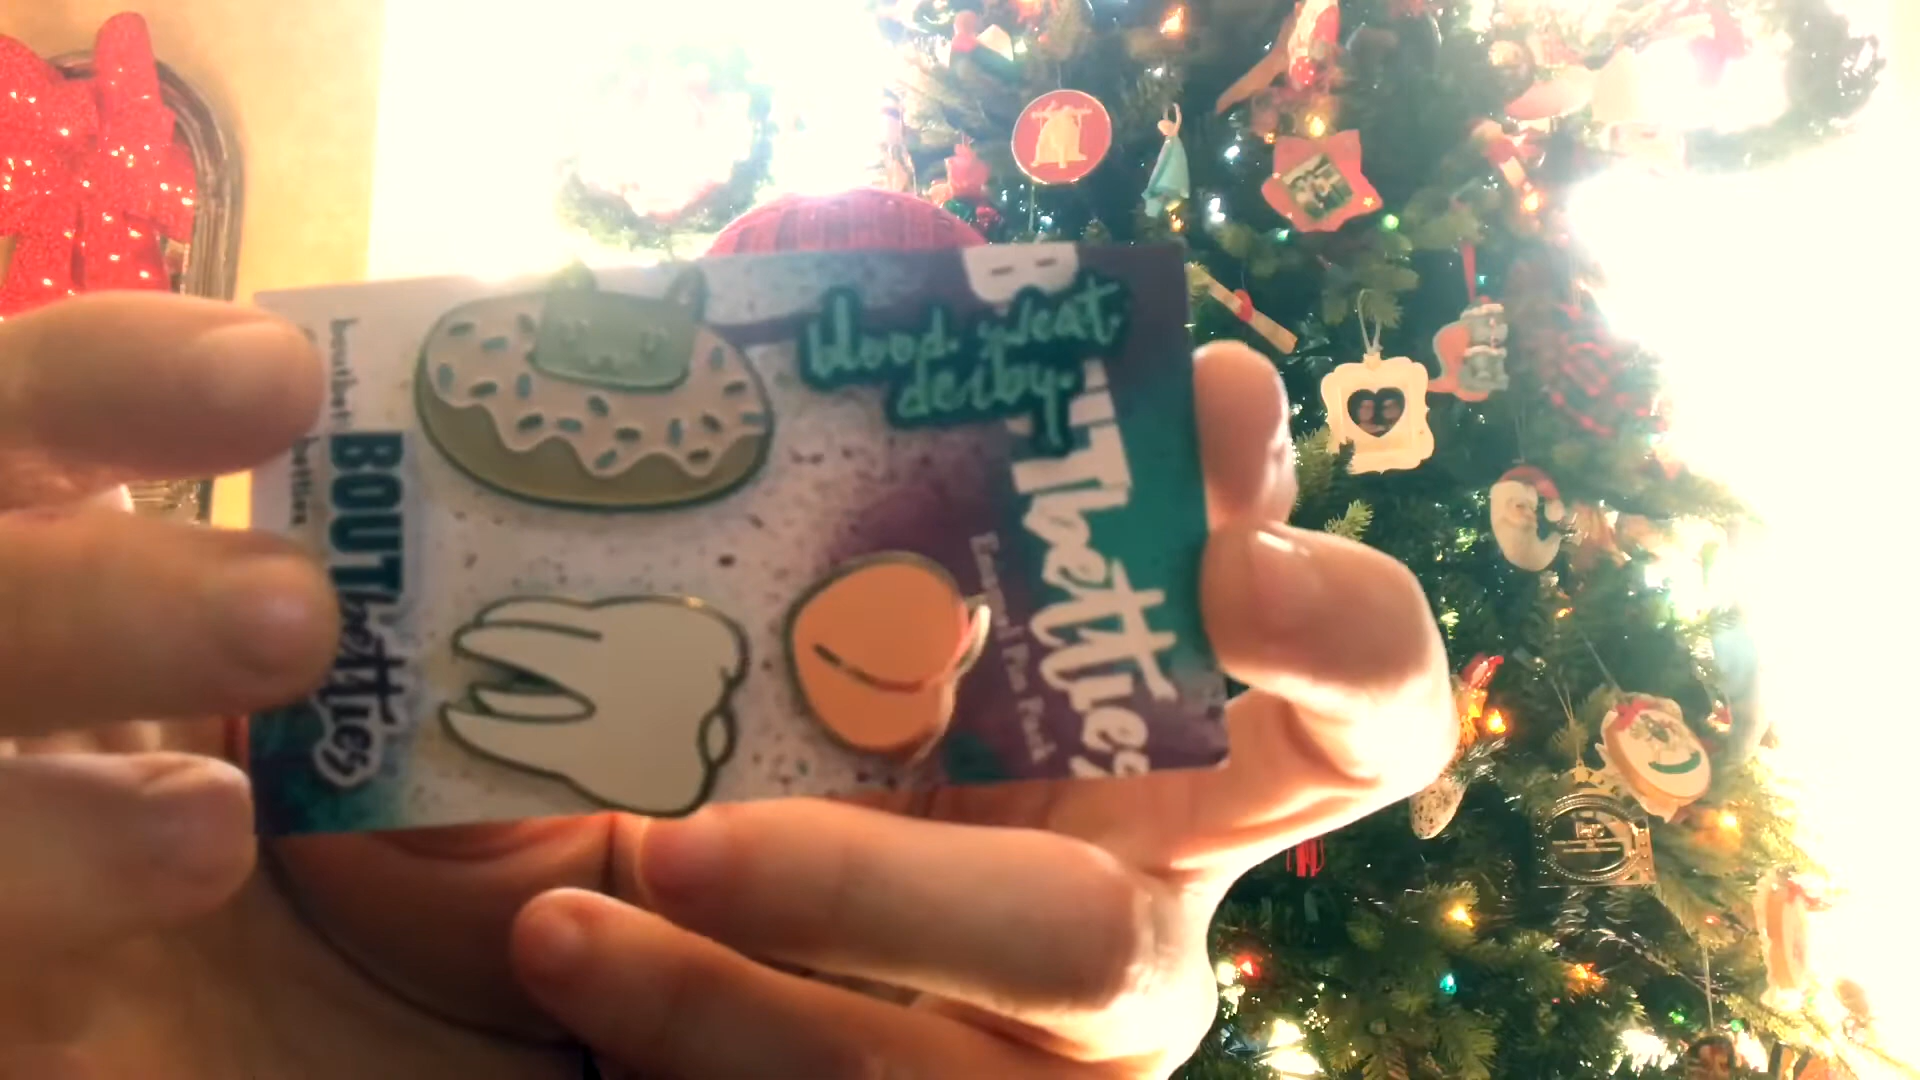 blood. sweat.
derby.
BOUTbetties
Enamel Pin Pack
BOUTbetties